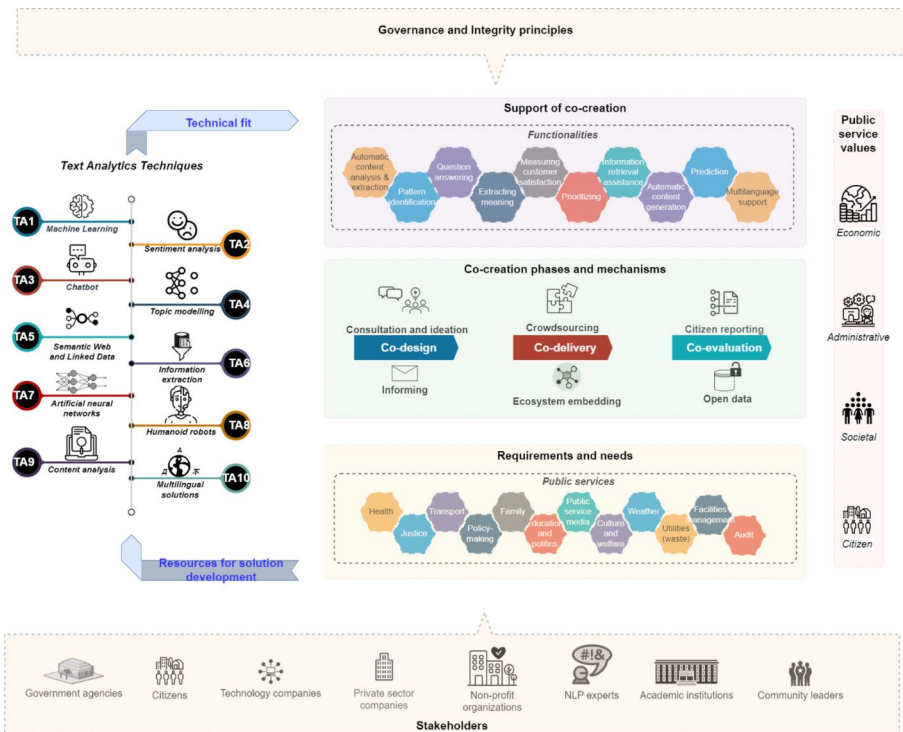 Governance and Integrity principles
Technical fit
Text Analytics Techniques
TA1
Machine Learning
Sentiment analysis
TA2
TA3
Chatbot
Topic modelling
TA4
TA5
Semantic Web
and Linked Data
Information
extraction
TA6
TA7
Artificial neural
networks
Humanoid robots
TA8
TA9
Content analysis
A
Д
不
Multilingual
solutions
TA10
Resources for solution
development
Support of co-creation
Functionalities
Automatic
content
analysis &
extraction
Pattern
identification
Question
answering
Extracting
meaning
Measuring
customer
satisfaction
Prioritizing
Information
retrieval
assistance
Automatic
content
generation
Prediction
Multilanguage
support
Co-creation phases and mechanisms
Consultation and ideation
Co-design
Informing
Crowdsourcing
Co-delivery
Ecosystem embedding
Citizen reporting
Co-evaluation
Open data
Requirements and needs
Public services
Health
Justice
Transport
Policy-
making
Family
Education
and
politics
Public
service
media
Culture
and
welfare
Weather
Utilities
(waste)
Facilities
management
Audit
Public
service
values
Economic
Administrative
Societal
Citizen
Government agencies
Citizens
Technology companies
Private sector
companies
Non-profit
organizations
#!&
NLP experts
Academic institutions
Community leaders
Stakeholders